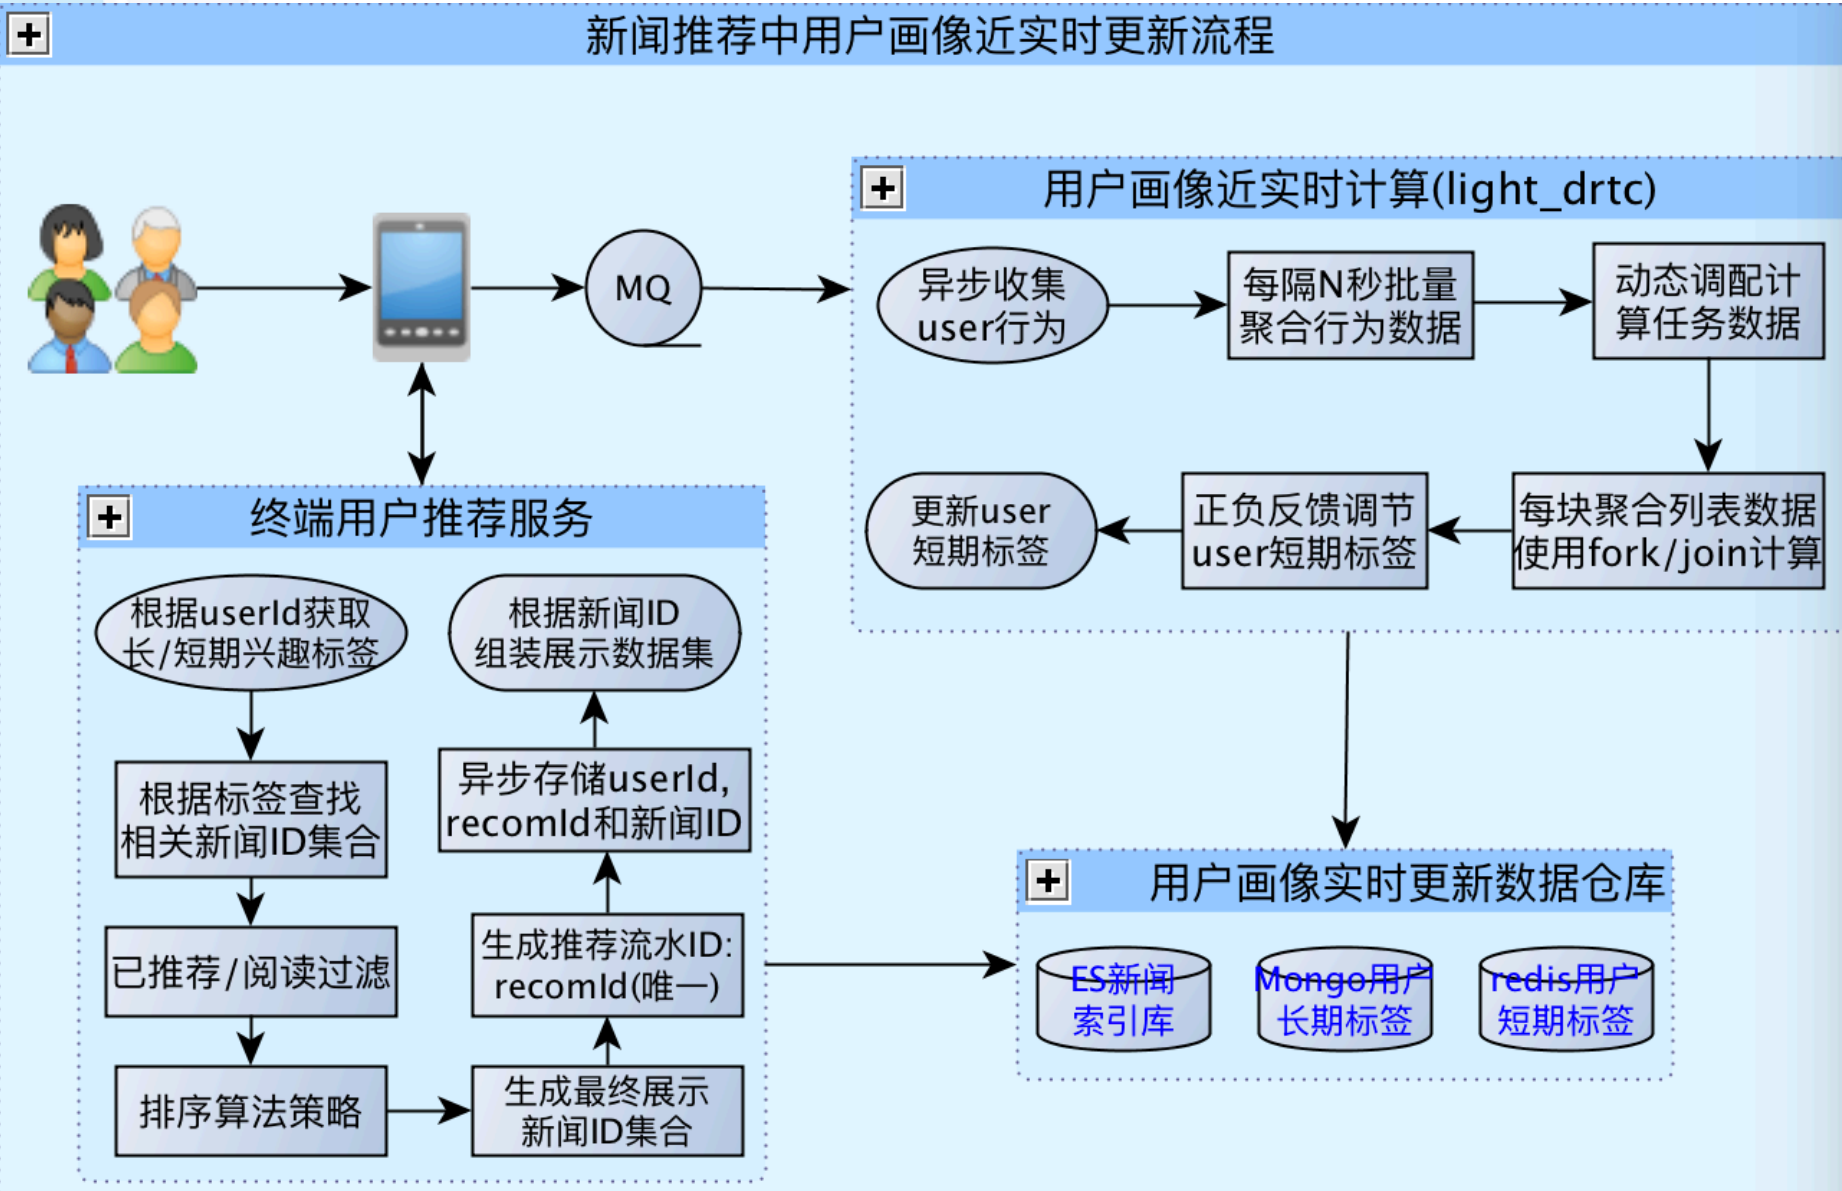 新闻推荐中用户画像近实时更新流程
MQ
用户画像近实时计算(light_drtc)
异步收集
user行为
每隔N秒批量
聚合行为数据
动态调配计
算任务数据
每块聚合列表数据
使用fork/join计算
正负反馈调节
user短期标签
更新user
短期标签
终端用户推荐服务
根据userId获取
长/短期兴趣标签
根据标签查找
相关新闻ID集合
已推荐/阅读过滤
排序算法策略
生成最终展示
新闻ID集合
生成推荐流水ID:
recomId(唯一)
异步存储userId,
recomId和新闻ID
根据新闻ID
组装展示数据集
用户画像实时更新数据仓库
ES新闻
索引库
Mongo用户
长期标签
redis用户
短期标签